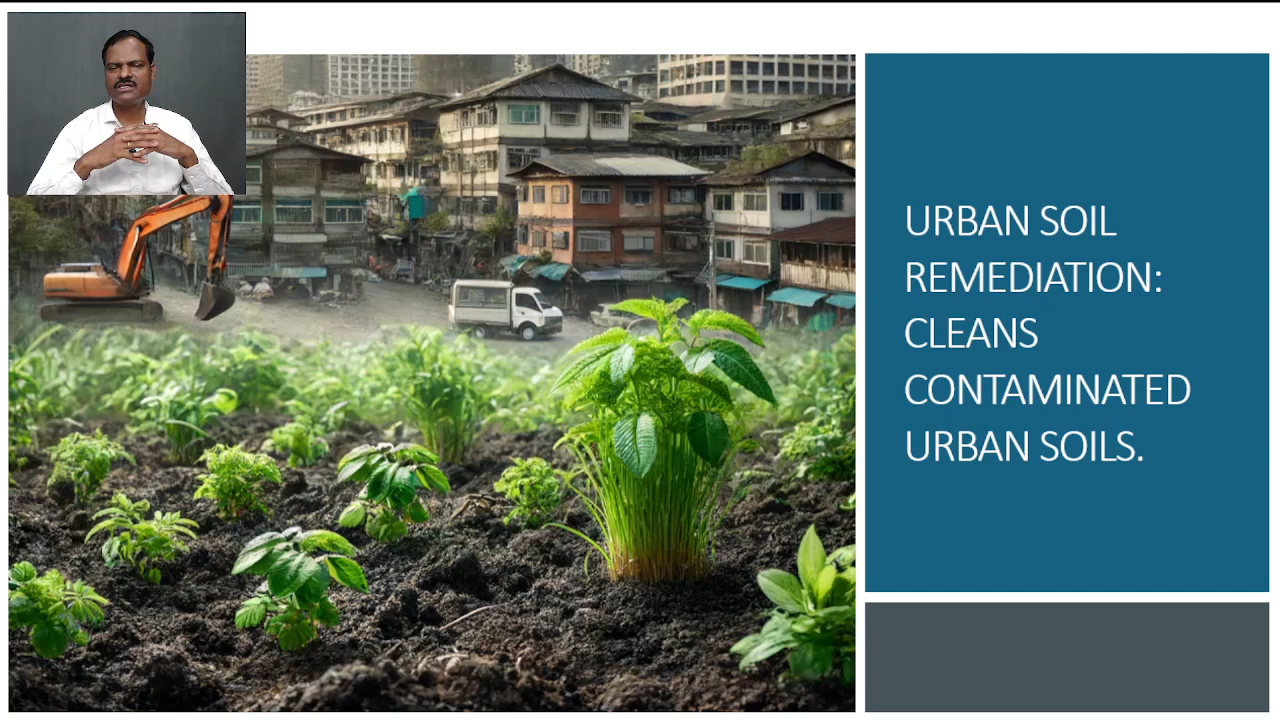 URBAN SOIL
REMEDIATION:
CLEANS
CONTAMINATED
URBAN SOILS.